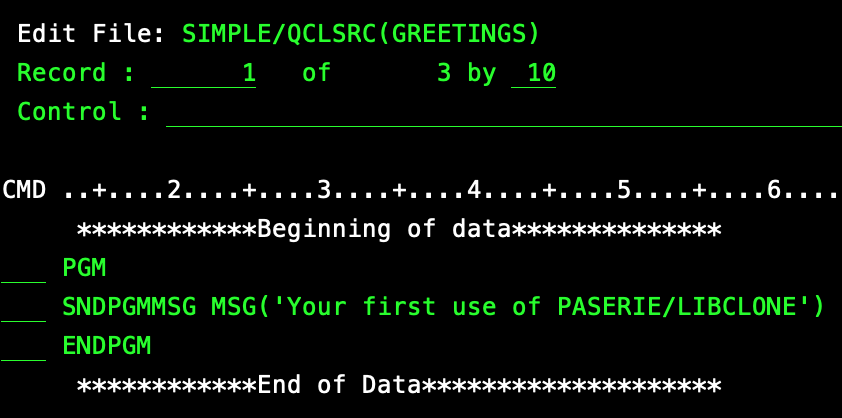 Edit File: SIMPLE/QCLSRC(GREETINGS)
Record : 1 of 3 by 10
Control :
CMD ..+....2....+....3....+....4....+....5....+....6....
************Beginning of data**************
PGM
SNDPGMMSG MSG('Your first use of PASERIE/LIBCLONE')
ENDPGM
************End of Data********************